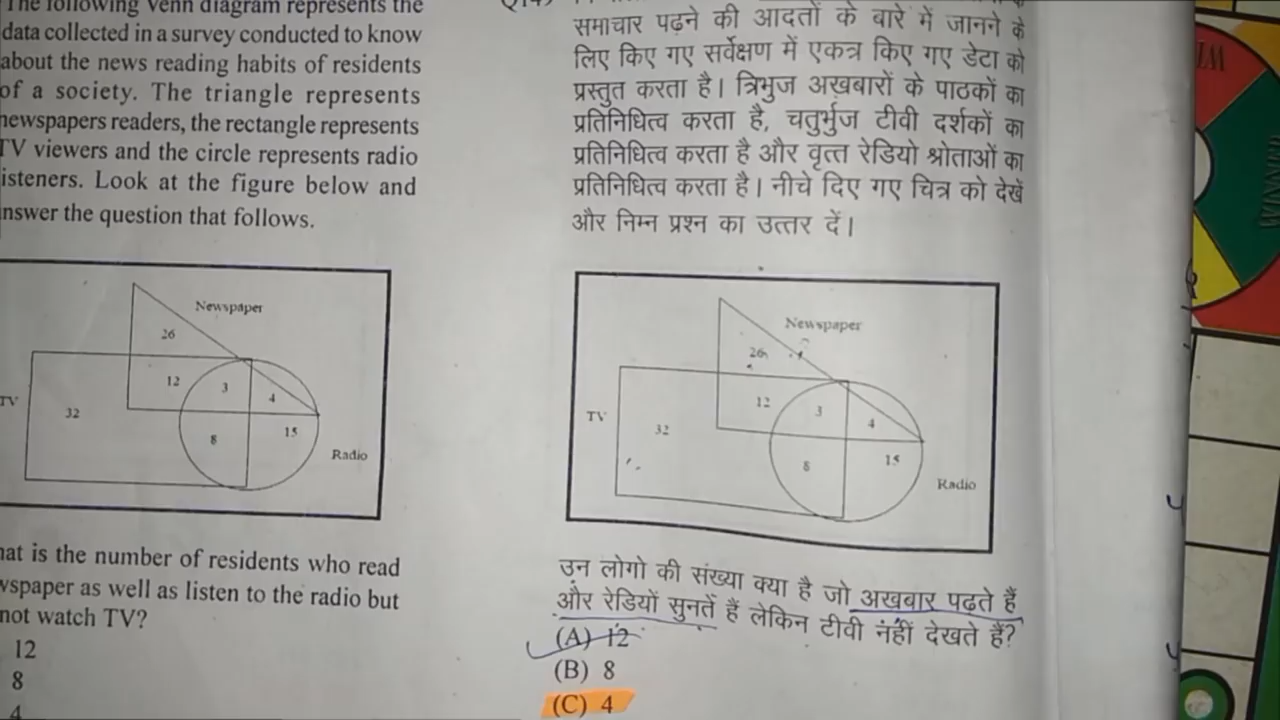 The following Venn diagram represents the
data collected in a survey conducted to know
about the news reading habits of residents
of a society. The triangle represents
newspapers readers, the rectangle represents
TV viewers and the circle represents radio
isteners. Look at the figure below and
nswer the question that follows.
Newspaper
26
12
3
4
TV
32
8
15
Radio
hat is the number of residents who read
wspaper as well as listen to the radio but
not watch TV?
12
8
4
समाचार पढ़ने की आदतों के बारे में जानने के
लिए किए गए सर्वेक्षण में एकत्र किए गए डेटा को
प्रस्तुत करता है। त्रिभुज अखबारों के पाठकों का
प्रतिनिधित्व करता है, चतुर्भुज टीवी दर्शकों का
प्रतिनिधित्व करता है और वृत्त रेडियो श्रोताओं का
प्रतिनिधित्व करता है। नीचे दिए गए चित्र को देखें
और निम्न प्रश्न का उत्तर दें।
Newspaper
26
12
3
4
TV
32
8
15
Radio
उन लोगो की संख्या क्या है जो अखबार पढ़ते हैं
और रेडियों सुनतें हैं लेकिन टीवी नहीं देखते हैं?
(A) 12
(B) 8
(C) 4